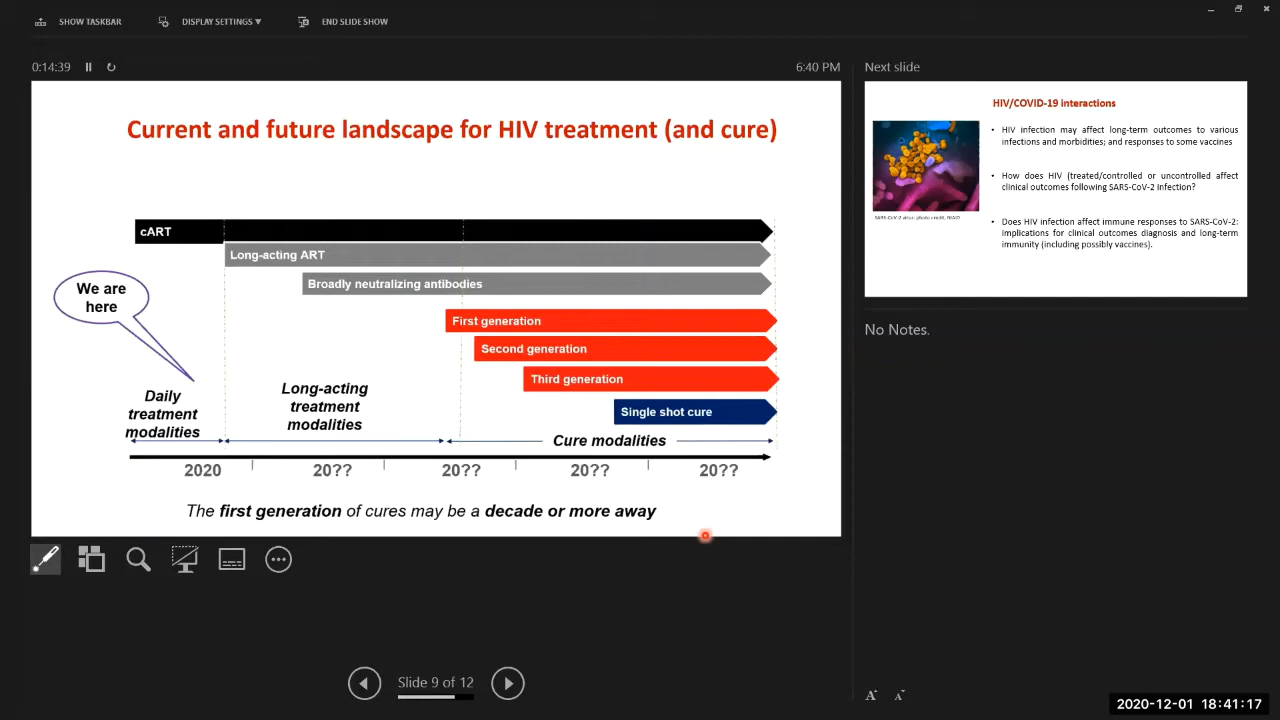 SHOW TASKBAR
DISPLAY SETTINGS ▼
END SLIDE SHOW
0:14:39
6:40 PM
Current and future landscape for HIV treatment (and cure)
cART
Long-acting ART
Broadly neutralizing antibodies
We are
here
First generation
Second generation
Third generation
Single shot cure
Daily
treatment
modalities
Long-acting
treatment
modalities
Cure modalities
2020
20??
20??
20??
20??
The first generation of cures may be a decade or more away
Slide 9 of 12
Next slide
HIV/COVID-19 interactions
• HIV infection may affect long-term outcomes to various
infections and morbidities; and responses to some vaccines
• How does HIV (treated/controlled or uncontrolled affect
clinical outcomes following SARS-CoV-2 infection?
• Does HIV infection affect immune responses to SARS-CoV-2:
implications for clinical outcomes diagnosis and long-term
immunity (including possibly vaccines).
SARS-CoV-2 virus: photo credit, NIAID
No Notes.
A
A
2020-12-01 18:41:17